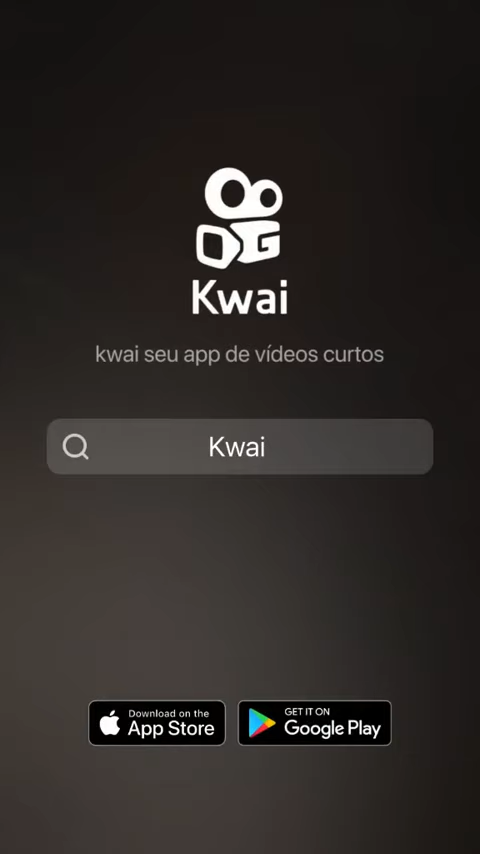 Kwai
kwai seu app de vídeos curtos
Kwai
Download on the
App Store
GET IT ON
Google Play